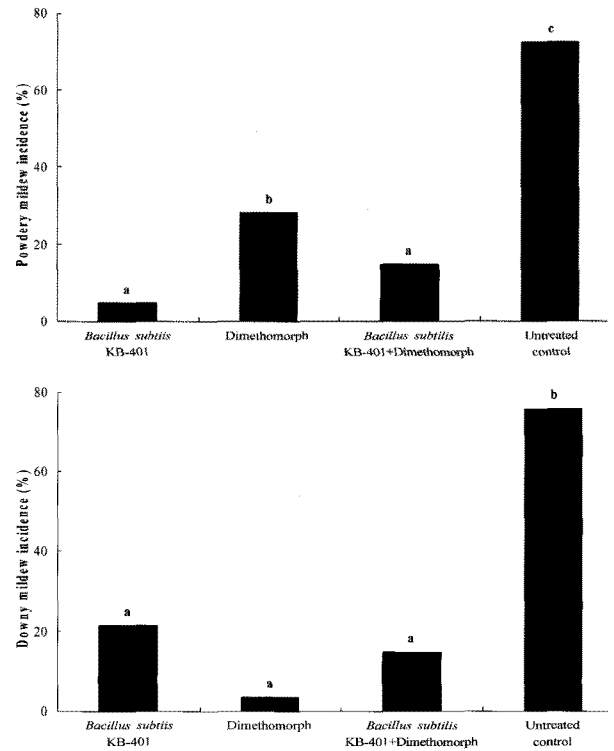 80
c
60
Powdery mildew incidence (%)
40
b
20
a
a
0
Bacillus subtiis
KB-401
Dimethomorph
Bacillus subtilis
KB-401+Dimethomorph
Untreated
control
80
b
60
Downy mildew incidence (%)
40
20
a
a
a
0
Bacillus subtiis
KB-401
Dimethomorph
Bacillus subtilis
KB-401+Dimethomorph
Untreated
control